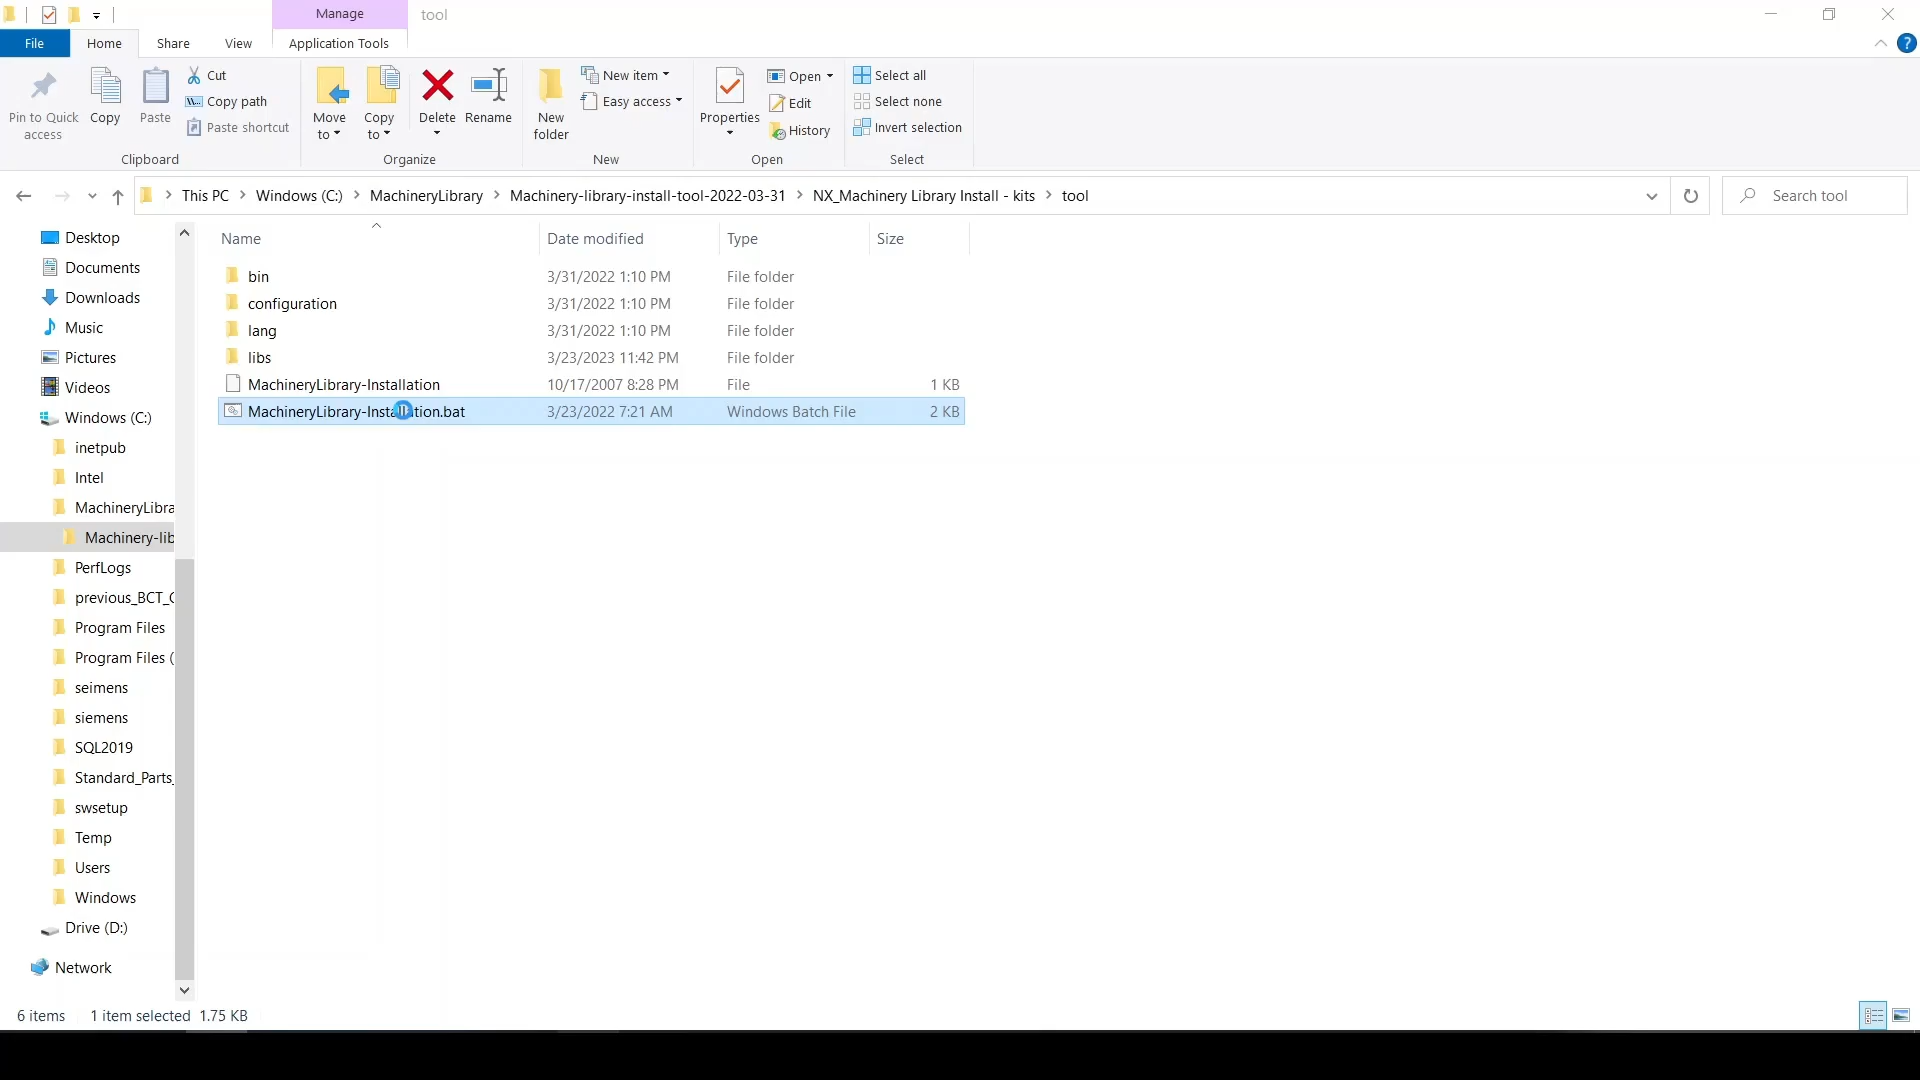 Manage
tool
File
Home
Share
View
Application Tools
Pin to Quick access
Copy
Paste
Cut
Copy path
Paste shortcut
Clipboard
Move to
Copy to
Delete
Rename
Organize
New folder
New item
Easy access
New
Properties
Open
Edit
History
Open
Select all
Select none
Invert selection
Select
This PC > Windows (C:) > MachineryLibrary > Machinery-library-install-tool-2022-03-31 > NX_Machinery Library Install - kits > tool
Search tool
Desktop
Documents
Downloads
Music
Pictures
Videos
Windows (C:)
inetpub
Intel
MachineryLibra
Machinery-lib
PerfLogs
previous_BCT_
Program Files
Program Files (
seimens
siemens
SQL2019
Standard_Parts_
swsetup
Temp
Users
Windows
Drive (D:)
Network
Name Date modified Type Size
bin 3/31/2022 1:10 PM File folder
configuration 3/31/2022 1:10 PM File folder
lang 3/31/2022 1:10 PM File folder
libs 3/23/2023 11:42 PM File folder
MachineryLibrary-Installation 10/17/2007 8:28 PM File 1 KB
MachineryLibrary-Installation.bat 3/23/2022 7:21 AM Windows Batch File 2 KB
6 items 1 item selected 1.75 KB